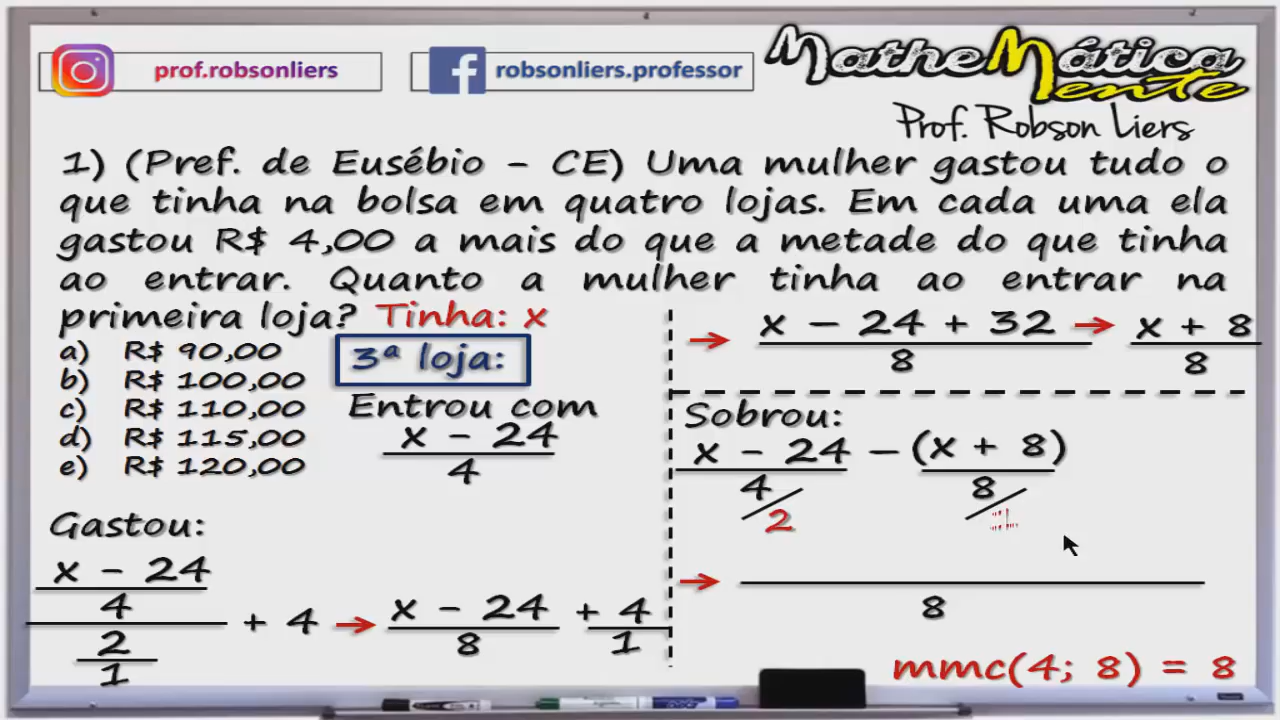 prof.robsonliers
robsonliers.professor
MatheMática
Mente
Prof. Robson Liers
1) (Pref. de Eusébio - CE) Uma mulher gastou tudo o
que tinha na bolsa em quatro lojas. Em cada uma ela
gastou R$ 4,00 a mais do que a metade do que tinha
ao entrar. Quanto a mulher tinha ao entrar na
primeira loja? Tinha: x
a) R$ 90,00
b) R$ 100,00
c) R$ 110,00
d) R$ 115,00
e) R$ 120,00
3ª loja:
Entrou com
x - 24
4
Gastou:
x - 24
4
2
1
+ 4 →
x - 24
8
+ 4
1
→ x - 24 + 32
8
→ x + 8
8
Sobrou:
x - 24 - (x + 8)
4 8
2
→
8
mmc(4; 8) = 8